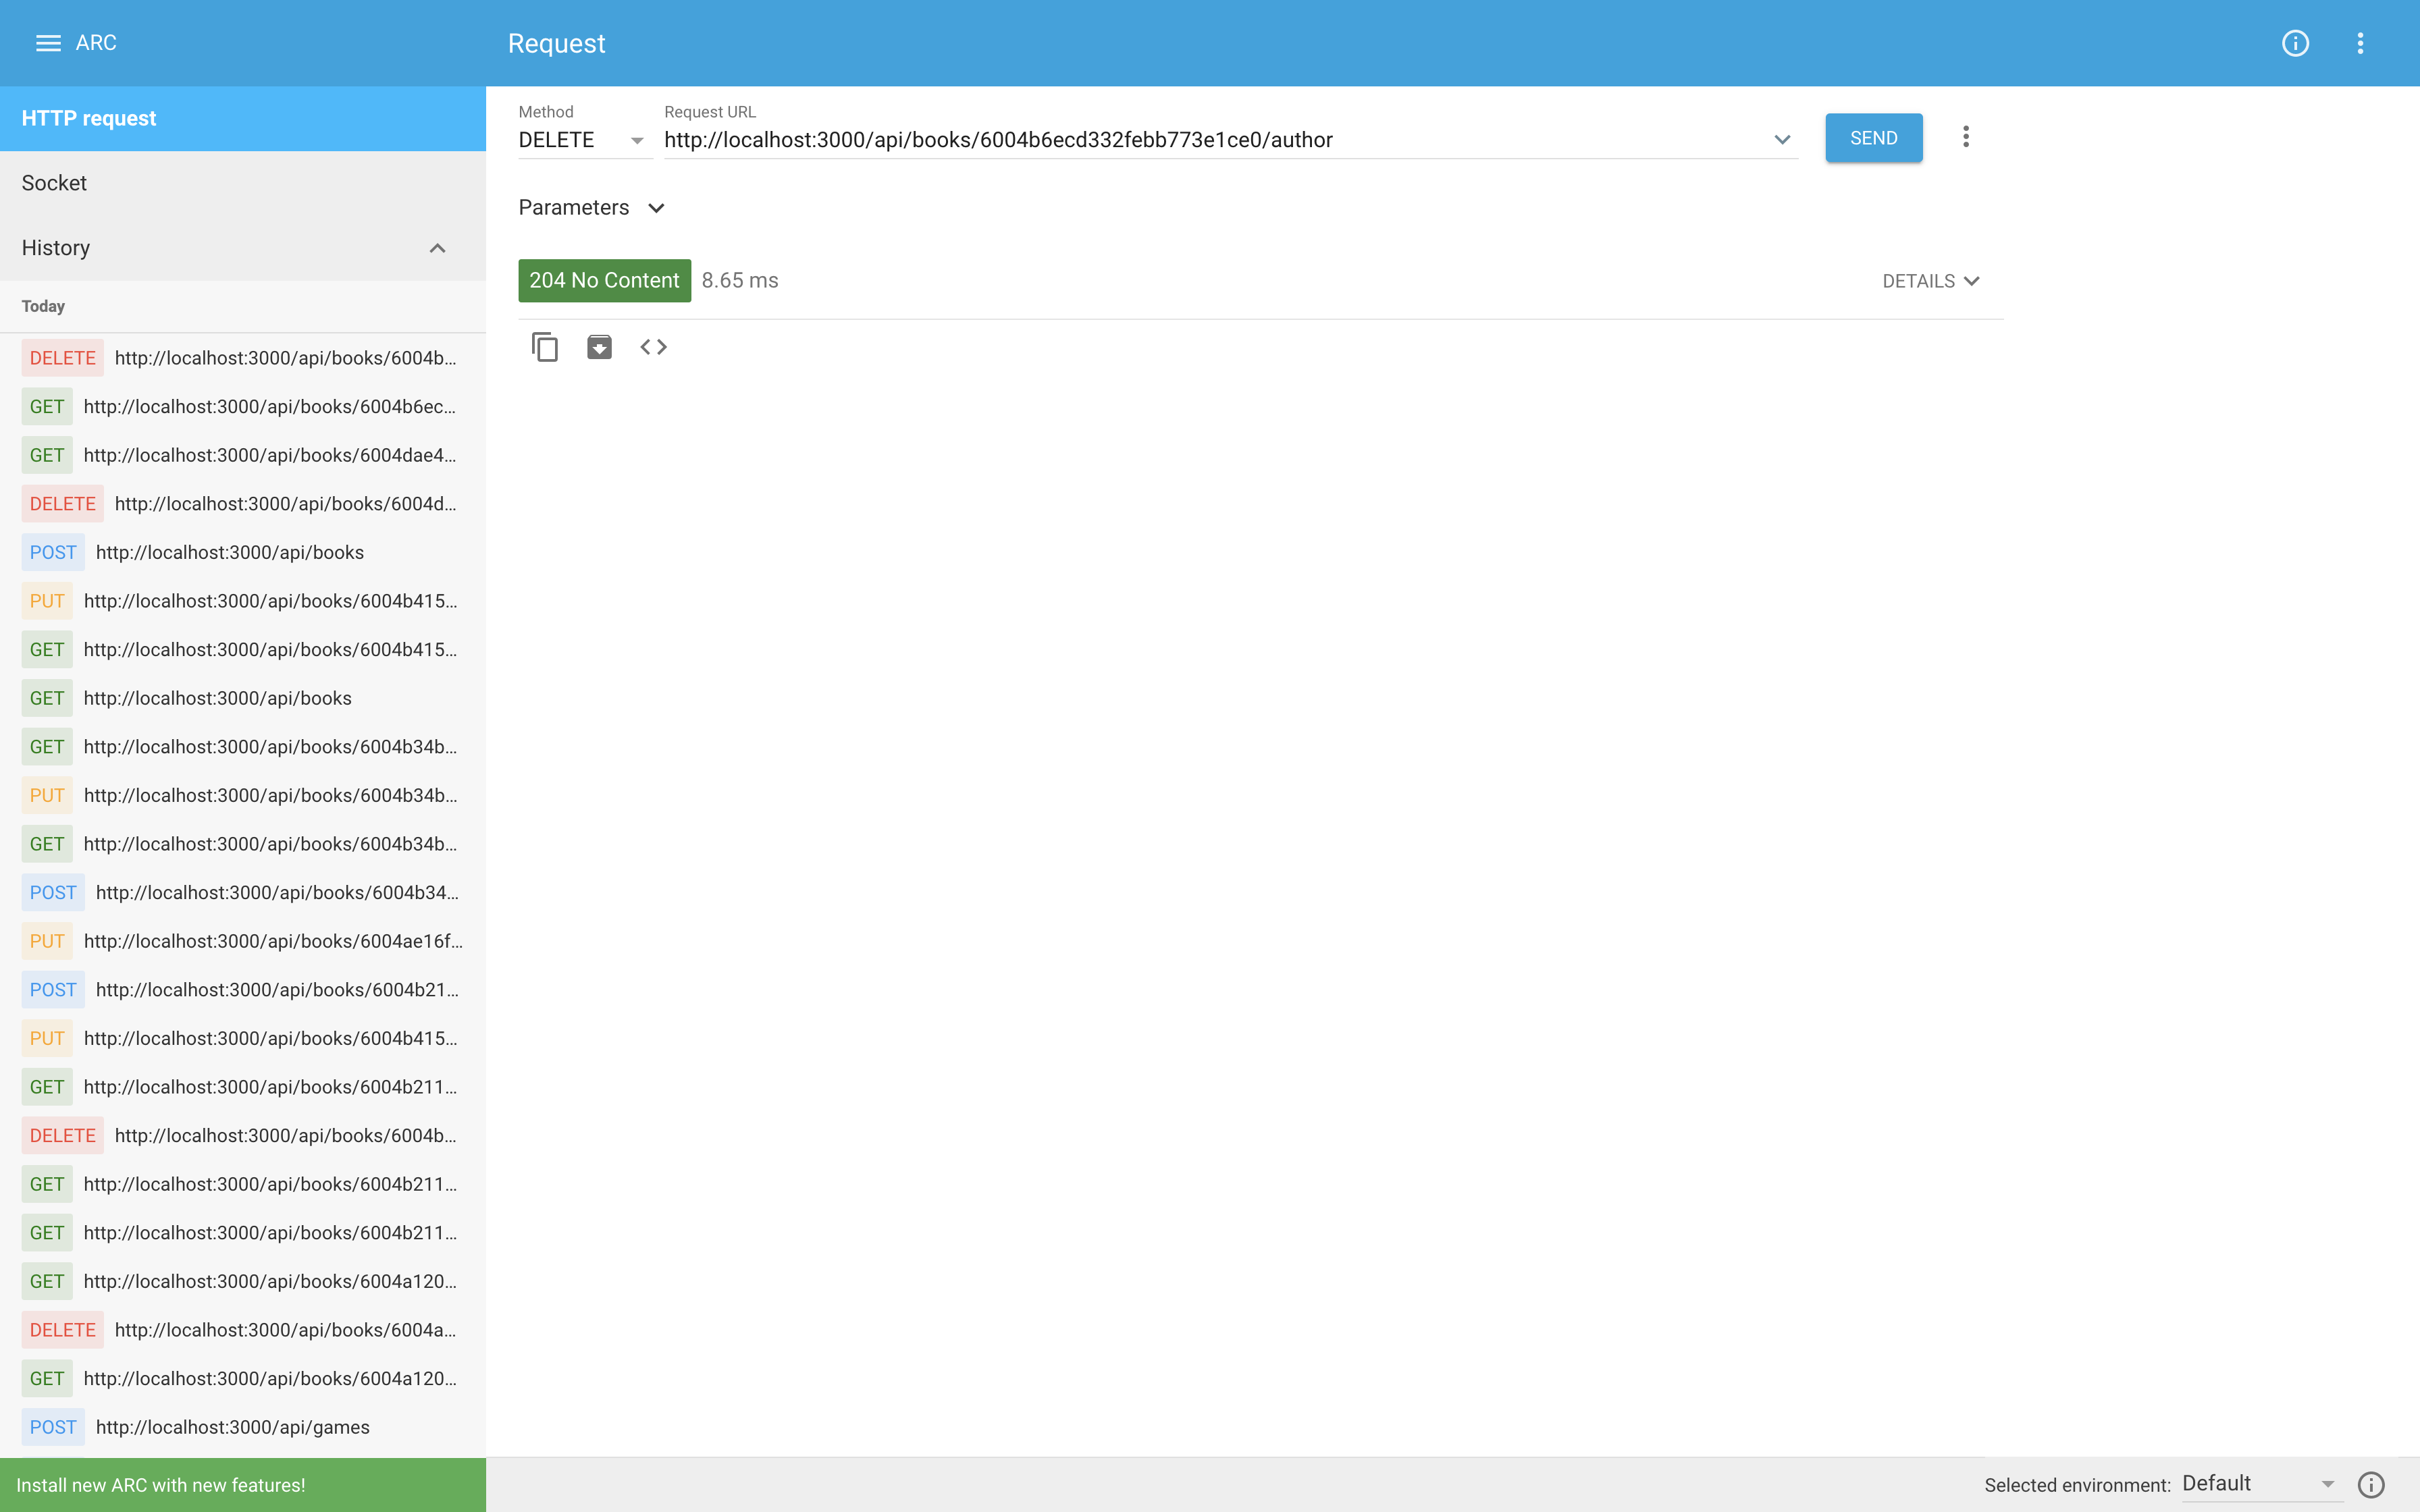 ARC
Request
HTTP request
Socket
History
Today
DELETE http://localhost:3000/api/books/6004b...
GET http://localhost:3000/api/books/6004b6ec...
GET http://localhost:3000/api/books/6004dae4...
DELETE http://localhost:3000/api/books/6004d...
POST http://localhost:3000/api/books
PUT http://localhost:3000/api/books/6004b415...
GET http://localhost:3000/api/books/6004b415...
GET http://localhost:3000/api/books
GET http://localhost:3000/api/books/6004b34b...
PUT http://localhost:3000/api/books/6004b34b...
GET http://localhost:3000/api/books/6004b34b...
POST http://localhost:3000/api/books/6004b34...
PUT http://localhost:3000/api/books/6004ae16f...
POST http://localhost:3000/api/books/6004b21...
PUT http://localhost:3000/api/books/6004b415...
GET http://localhost:3000/api/books/6004b211...
DELETE http://localhost:3000/api/books/6004b...
GET http://localhost:3000/api/books/6004b211...
GET http://localhost:3000/api/books/6004b211...
GET http://localhost:3000/api/books/6004a120...
DELETE http://localhost:3000/api/books/6004a...
GET http://localhost:3000/api/books/6004a120...
POST http://localhost:3000/api/games
Install new ARC with new features!
Method
DELETE
Request URL
http://localhost:3000/api/books/6004b6ecd332febb773e1ce0/author
SEND
Parameters
204 No Content 8.65 ms
DETAILS
Selected environment: Default